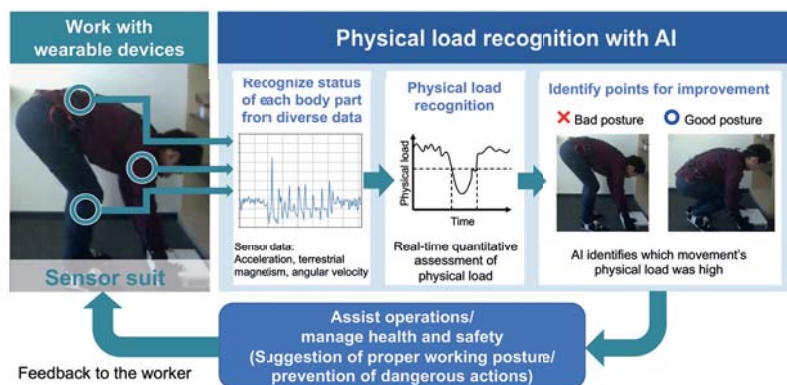 Work with
wearable devices
Physical load recognition with AI
Recognize status
of each body part
from diverse data
Sensor data:
Acceleration, terrestrial
magnetism, angular velocity
Physical load
recognition
Physical load
Time
Real-time quantitative
assessment of
physical load
Identify points for improvement
Bad posture
Good posture
AI identifies which movement's
physical load was high
Sensor suit
Assist operations/
manage health and safety
(Suggestion of proper working posture/
prevention of dangerous actions)
Feedback to the worker